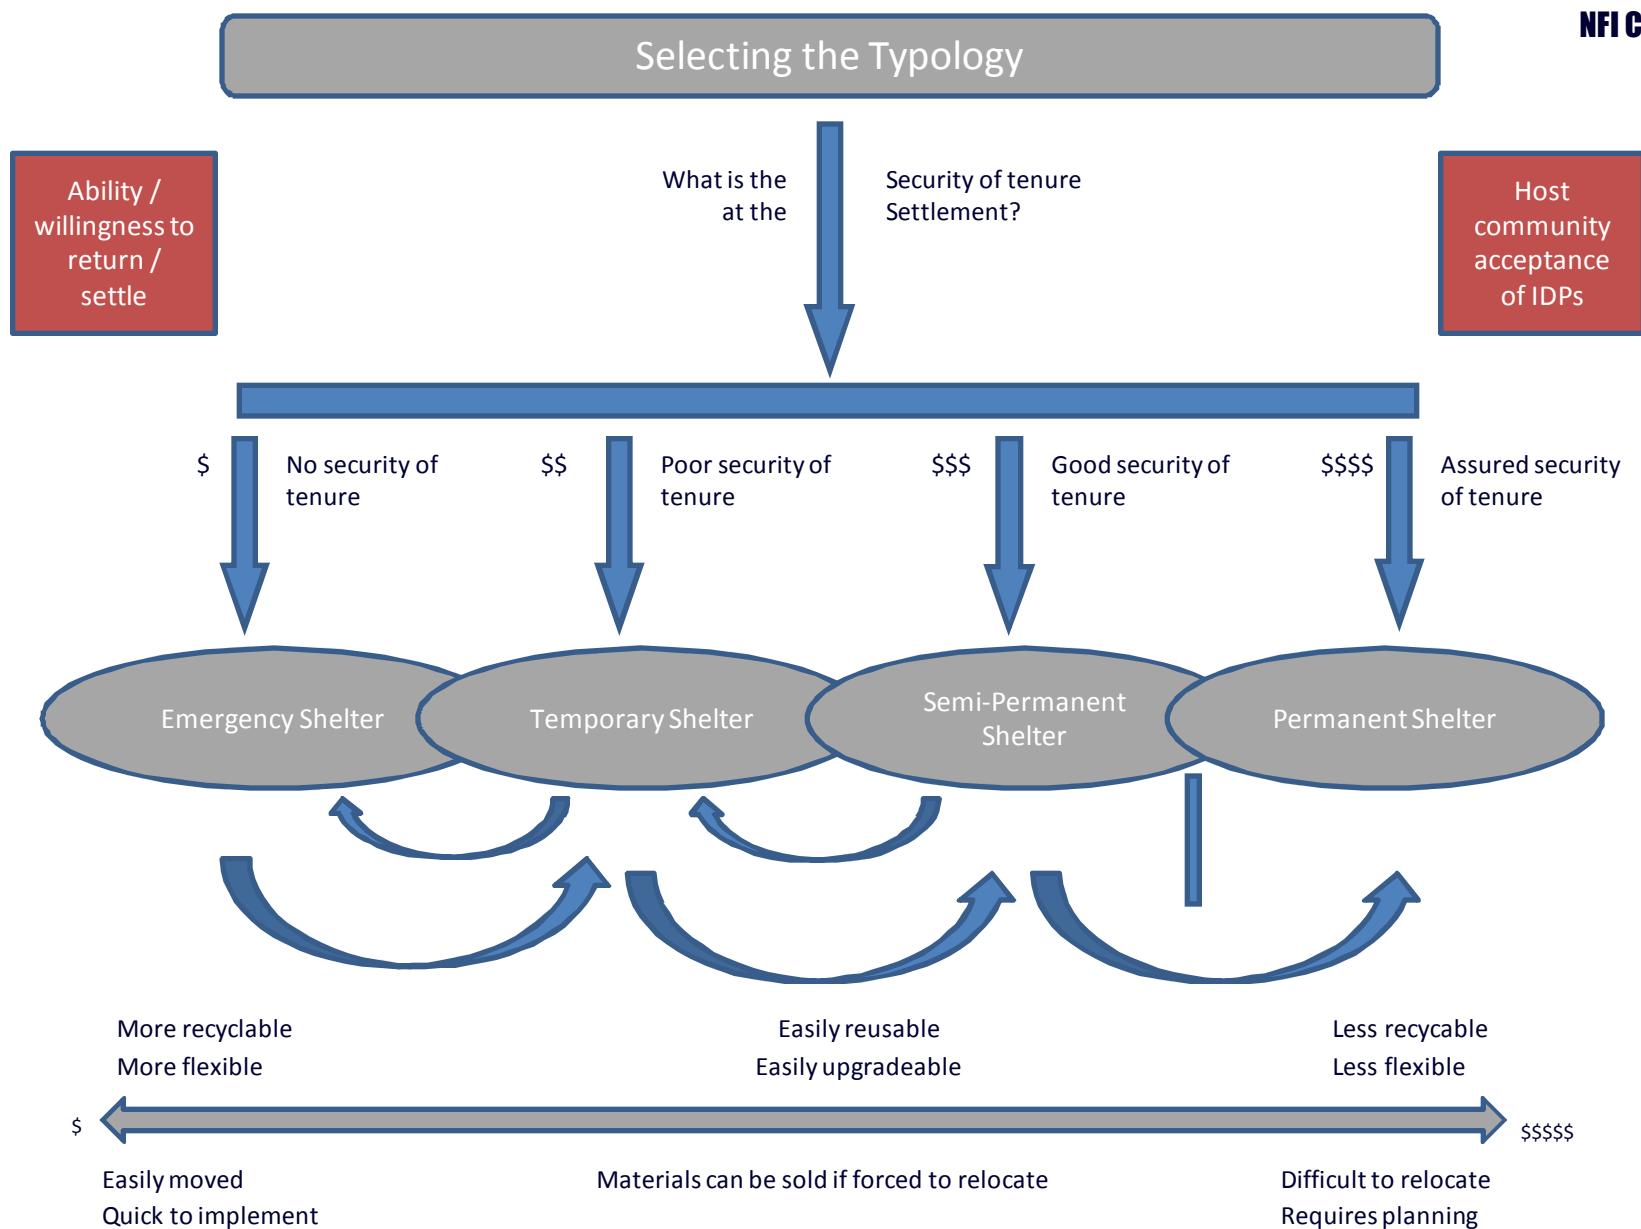 NFI C
Selecting the Typology
Ability /
willingness to
return /
settle
What is the
at the
Security of tenure
Settlement?
Host
community
acceptance
of IDPs
$
No security of
tenure
$$
Poor security of
tenure
$$$
Good security of
tenure
$$$$
Assured security
of tenure
Emergency Shelter
Temporary Shelter
Semi-Permanent
Shelter
Permanent Shelter
More recyclable
More flexible
Easily reusable
Easily upgradeable
Less recycable
Less flexible
$
$$$$$
Easily moved
Quick to implement
Materials can be sold if forced to relocate
Difficult to relocate
Requires planning